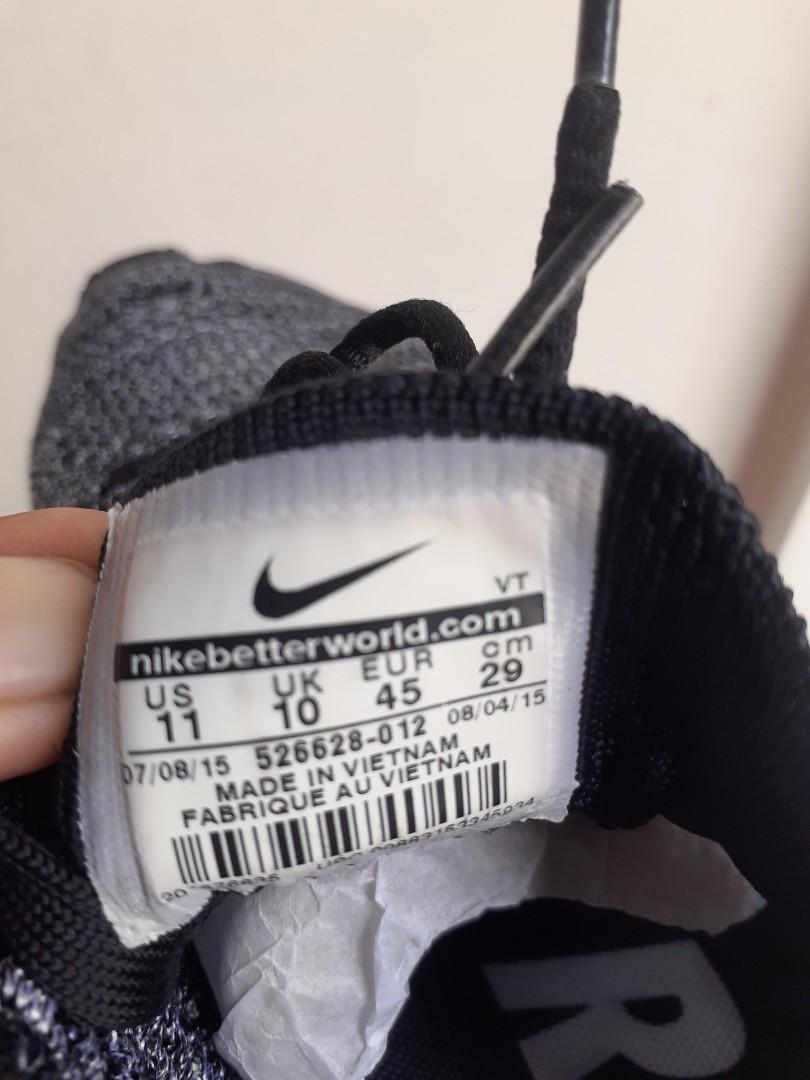 VT
nikebetterworld.com
US UK EUR cm
11 10 45 29
07/08/15 526628-012 08/04/15
MADE IN VIETNAM
FABRIQUE AU VIETNAM
R